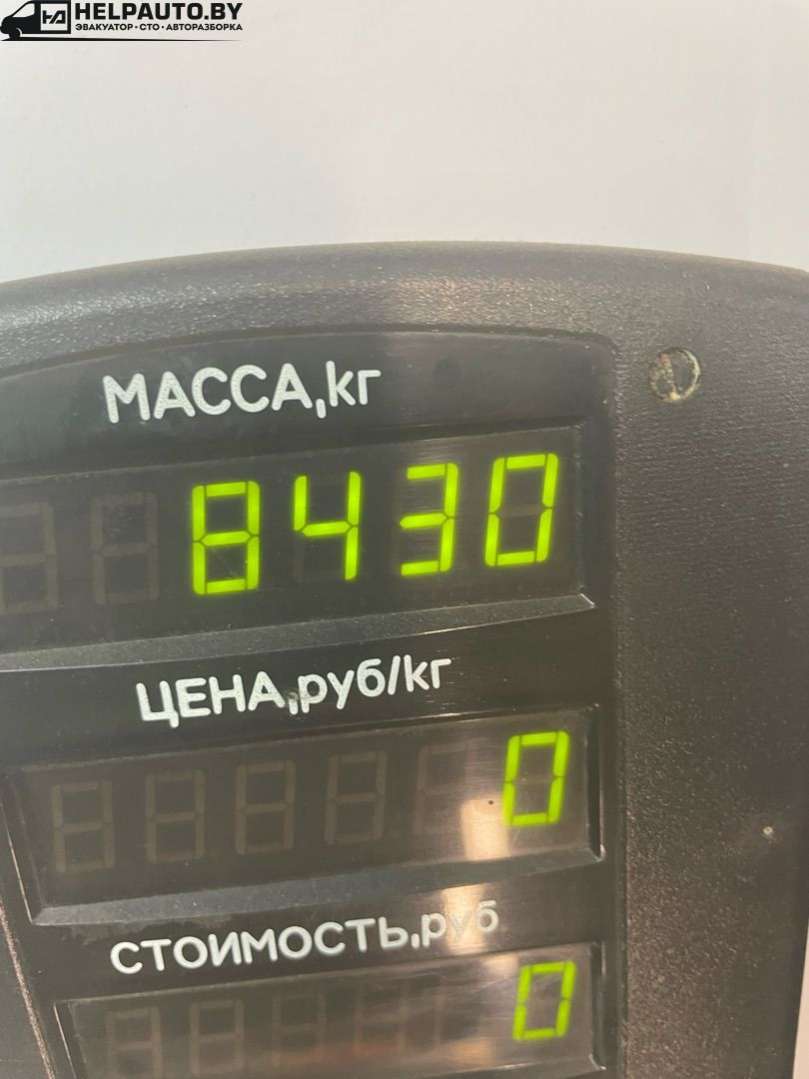 HELPAUTO.BY
ЭВАКУАТОР • СТО • АВТОРАЗБОРКА
МАССА,кг
8430
ЦЕНА,руб/кг
0
СТОИМОСТЬ,руб
0